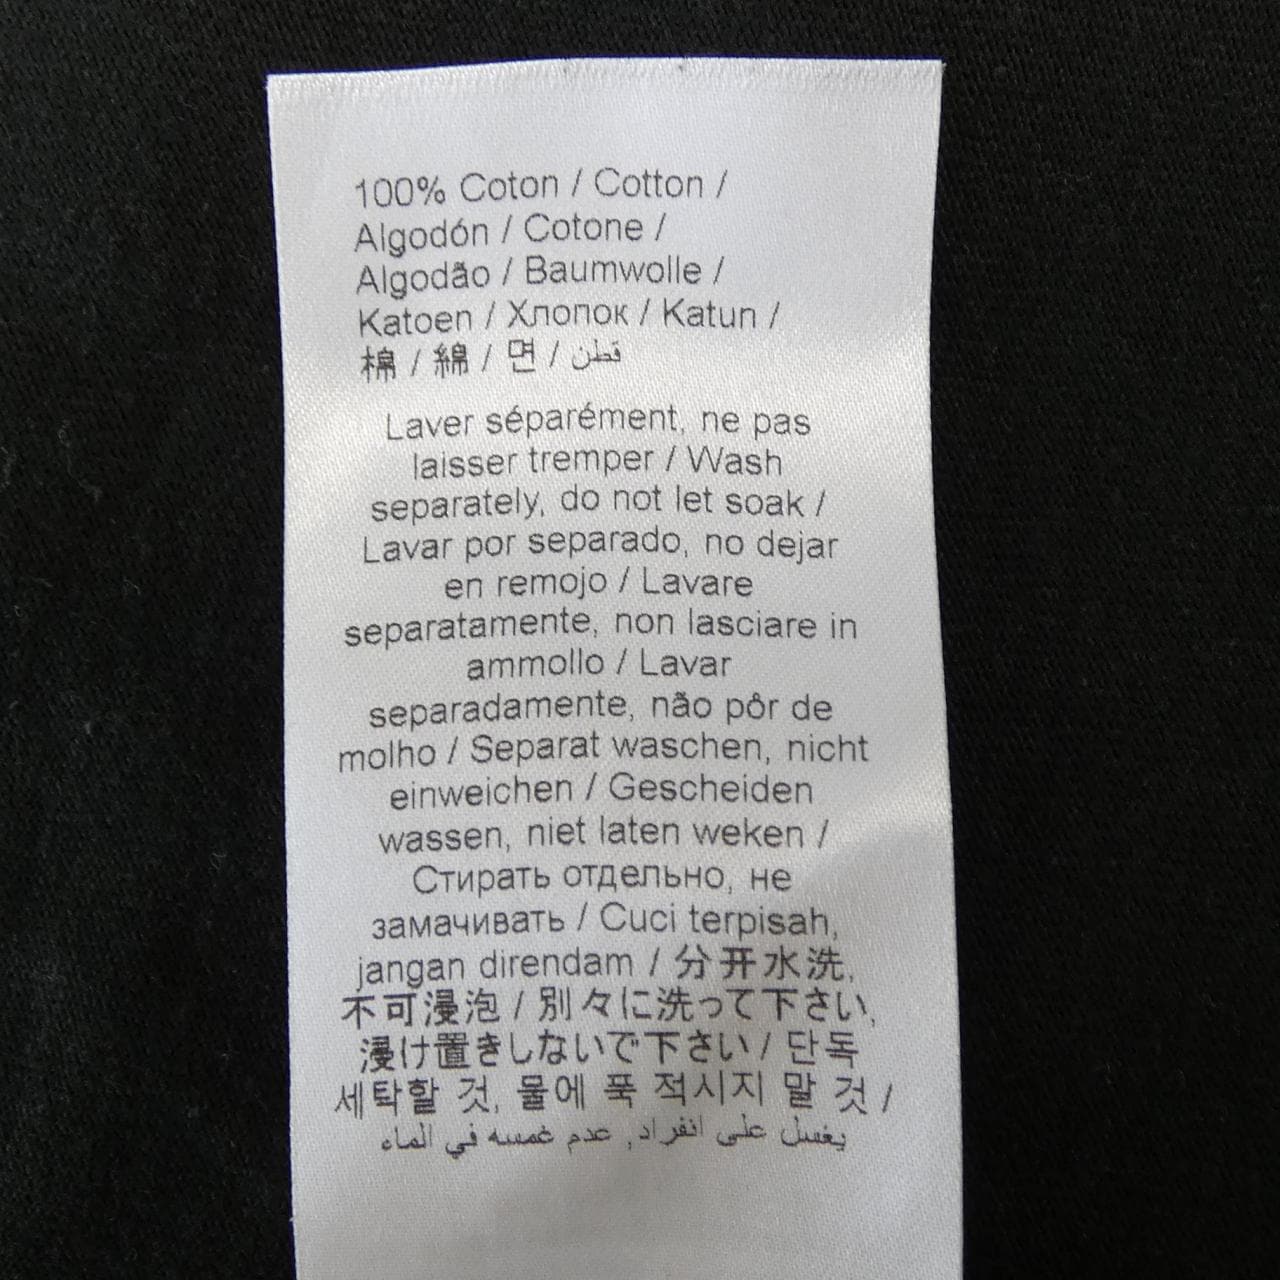 100% Coton / Cotton /
Algodón / Cotone /
Algodão / Baumwolle /
Katoen / Хлопок / Katun /
棉 / 綿 / 면 / قطن
Laver séparément, ne pas
laisser tremper / Wash
separately, do not let soak /
Lavar por separado, no dejar
en remojo / Lavare
separatamente, non lasciare in
ammollo / Lavar
separadamente, não pôr de
molho / Separat waschen, nicht
einweichen / Gescheiden
wassen, niet laten weken /
Стирать отдельно, не
замачивать / Cuci terpisah,
jangan direndam / 分开水洗,
不可浸泡 / 別々に洗って下さい,
浸け置きしないで下さい / 단독
세탁할 것, 물에 푹 적시지 말 것 /
يغسل على انفراد, عدم غمسه في الماء